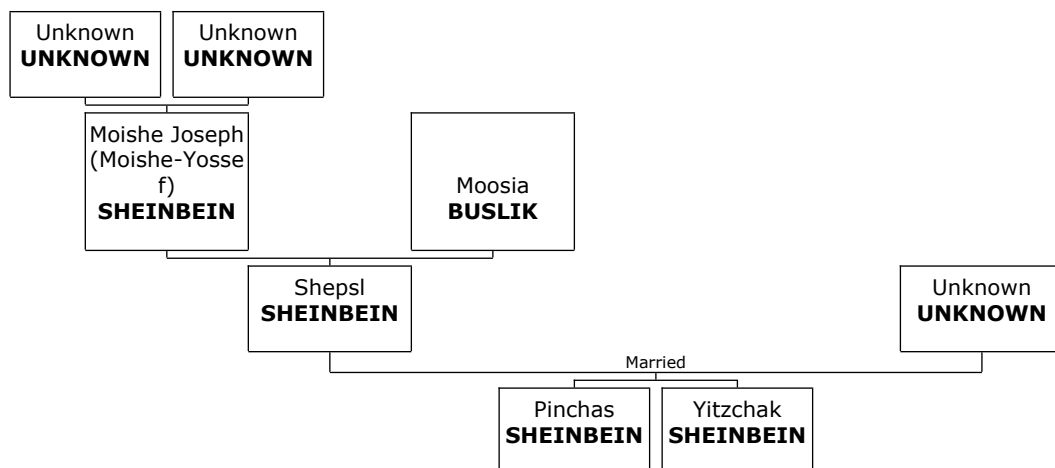 Unknown
UNKNOWN
Unknown
UNKNOWN
Moishe Joseph
(Moishe-Yosse
f)
SHEINBEIN
Moosia
BUSLIK
Shepsl
SHEINBEIN
Unknown
UNKNOWN
Married
Pinchas
SHEINBEIN
Yitzchak
SHEINBEIN